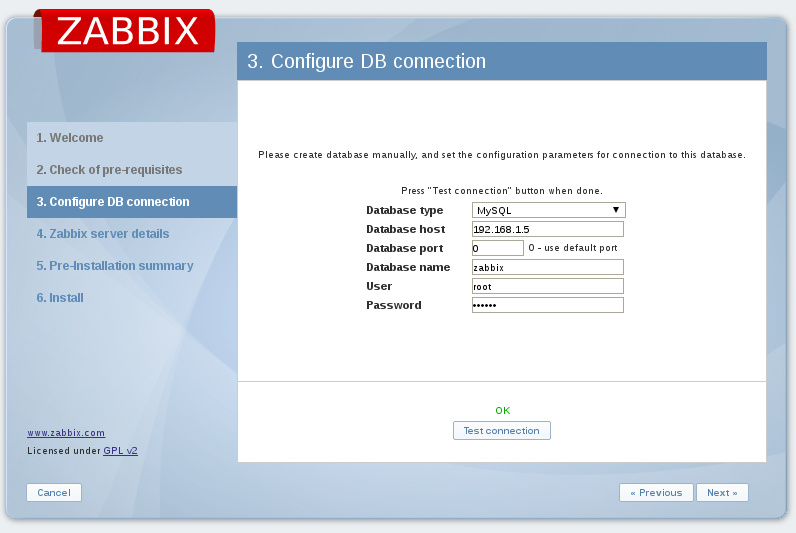 ZABBIX
3. Configure DB connection
1. Welcome
2. Check of pre-requisites
3. Configure DB connection
4. Zabbix server details
5. Pre-Installation summary
6. Install
Please create database manually, and set the configuration parameters for connection to this database.
Press "Test connection" button when done.
Database type MySQL ▼
Database host 192.168.1.5
Database port 0 0 - use default port
Database name zabbix
User root
Password ••••••
OK
Test connection
www.zabbix.com
Licensed under GPL v2
Cancel « Previous Next »